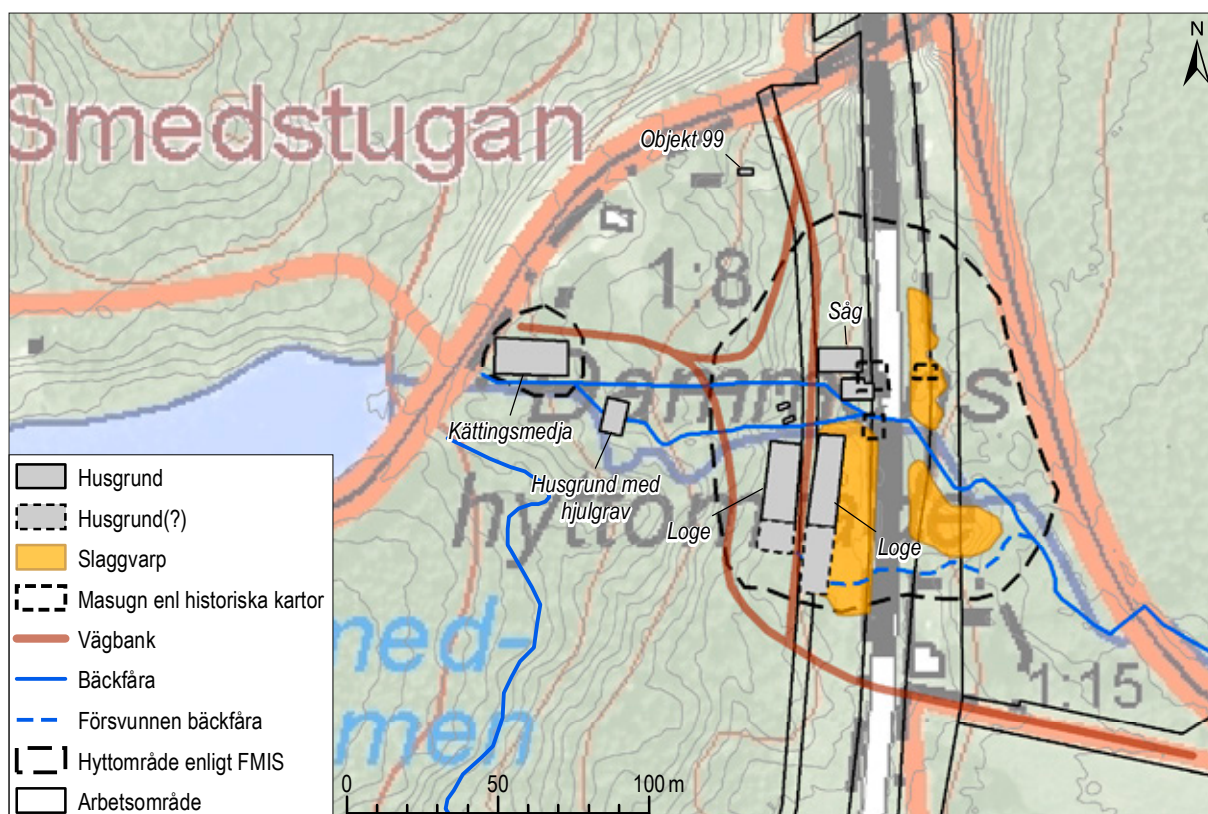 N
Smedstugan
Objekt 99
1:8
Såg
Kättingsmedja
Husgrund med
hjulgrav
Loge
Loge
1:15
Husgrund
Husgrund(?)
Slaggvarp
Masugn enl historiska kartor
Vägbank
Bäckfåra
Försvunnen bäckfåra
Hyttområde enligt FMIS
Arbetsområde
0
50
100 m